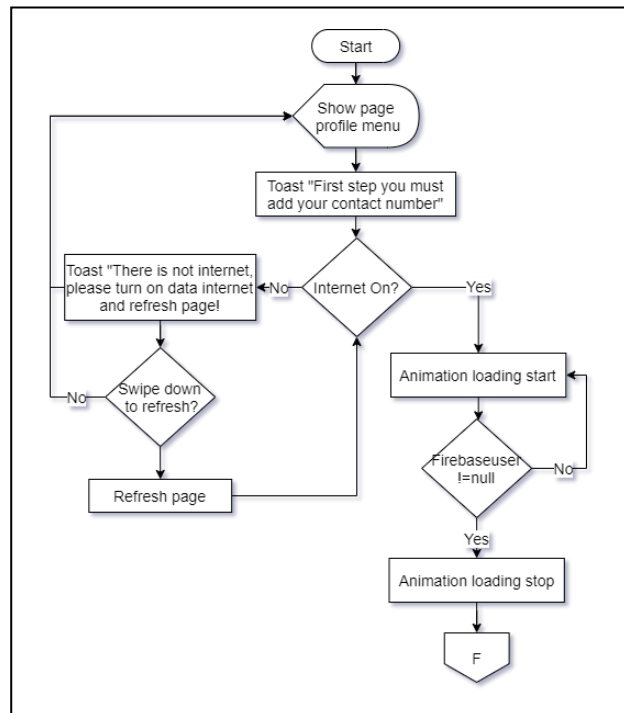 Start
Show page
profile menu
Toast "First step you must
add your contact number"
Toast "There is not internet,
please turn on data internet
and refresh page!
No
Internet On?
Yes
Animation loading start
Swipe down
to refresh?
No
Firebaseuser
!=null
No
Refresh page
Yes
Animation loading stop
F